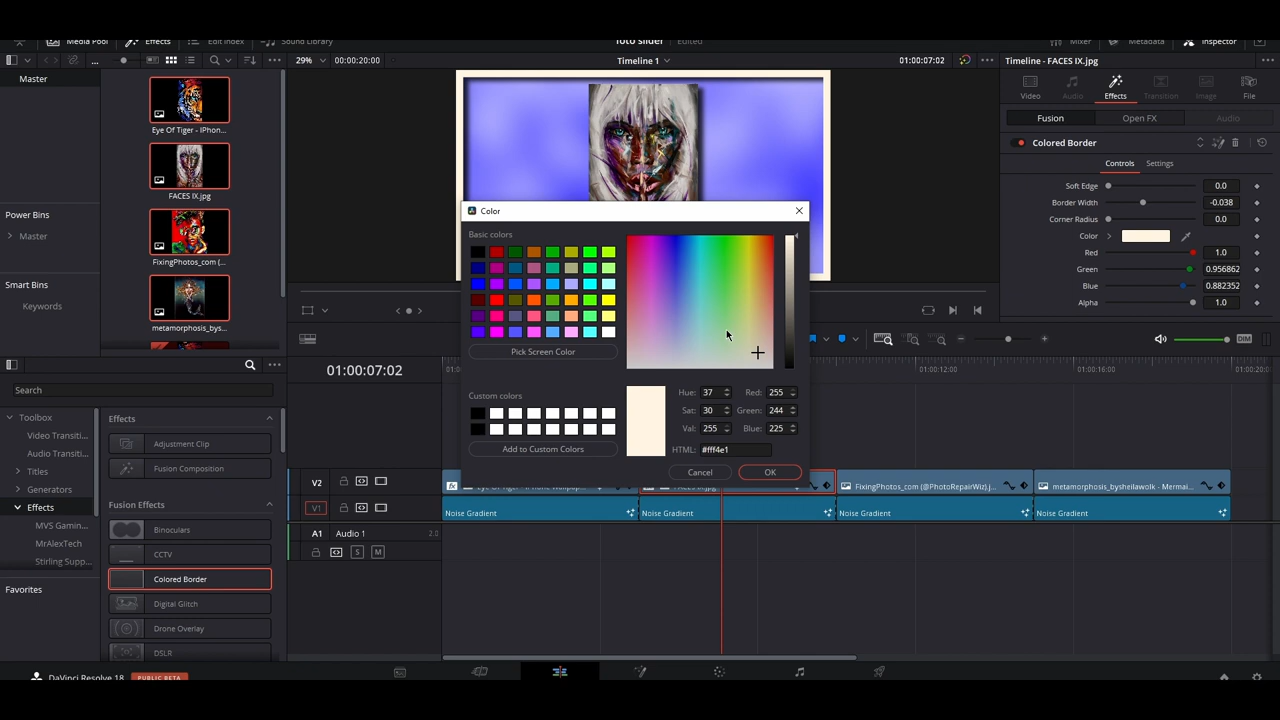 Media Pool
Effects
Edit Index
Sound Library
foto slider
Edited
Mixer
Metadata
Inspector
29%
00:00:20:00
Timeline 1
01:00:07:02
Timeline - FACES IX.jpg
Master
Eye Of Tiger - IPhon...
FACES IX.jpg
FixingPhotos_com (...
metamorphosis_bys...
Power Bins
Master
Smart Bins
Keywords
Video
Audio
Effects
Transition
Image
File
Fusion
Open FX
Audio
Colored Border
Controls
Settings
Soft Edge
0.0
Border Width
-0.038
Corner Radius
0.0
Color
Red
1.0
Green
0.956862
Blue
0.882352
Alpha
1.0
Color
Basic colors
Pick Screen Color
Custom colors
Add to Custom Colors
Hue: 37
Red: 255
Sat: 30
Green: 244
Val: 255
Blue: 225
HTML: #fff4e1
Cancel
OK
Search
Toolbox
Video Transiti...
Audio Transiti...
Titles
Generators
Effects
MVS Gamin...
MrAlexTech
Stirling Supp...
Favorites
Effects
Adjustment Clip
Fusion Composition
Fusion Effects
Binoculars
CCTV
Colored Border
Digital Glitch
Drone Overlay
DSLR
01:00:07:02
01:00:12:00
01:00:16:00
01:00:20:00
DIM
V2
FixingPhotos_com (@PhotoRepairWiz).j...
metamorphosis_bysheilawolk - Mermai...
V1
Noise Gradient
Noise Gradient
Noise Gradient
Noise Gradient
A1
Audio 1
2.0
S
M
DaVinci Resolve 18
PUBLIC BETA